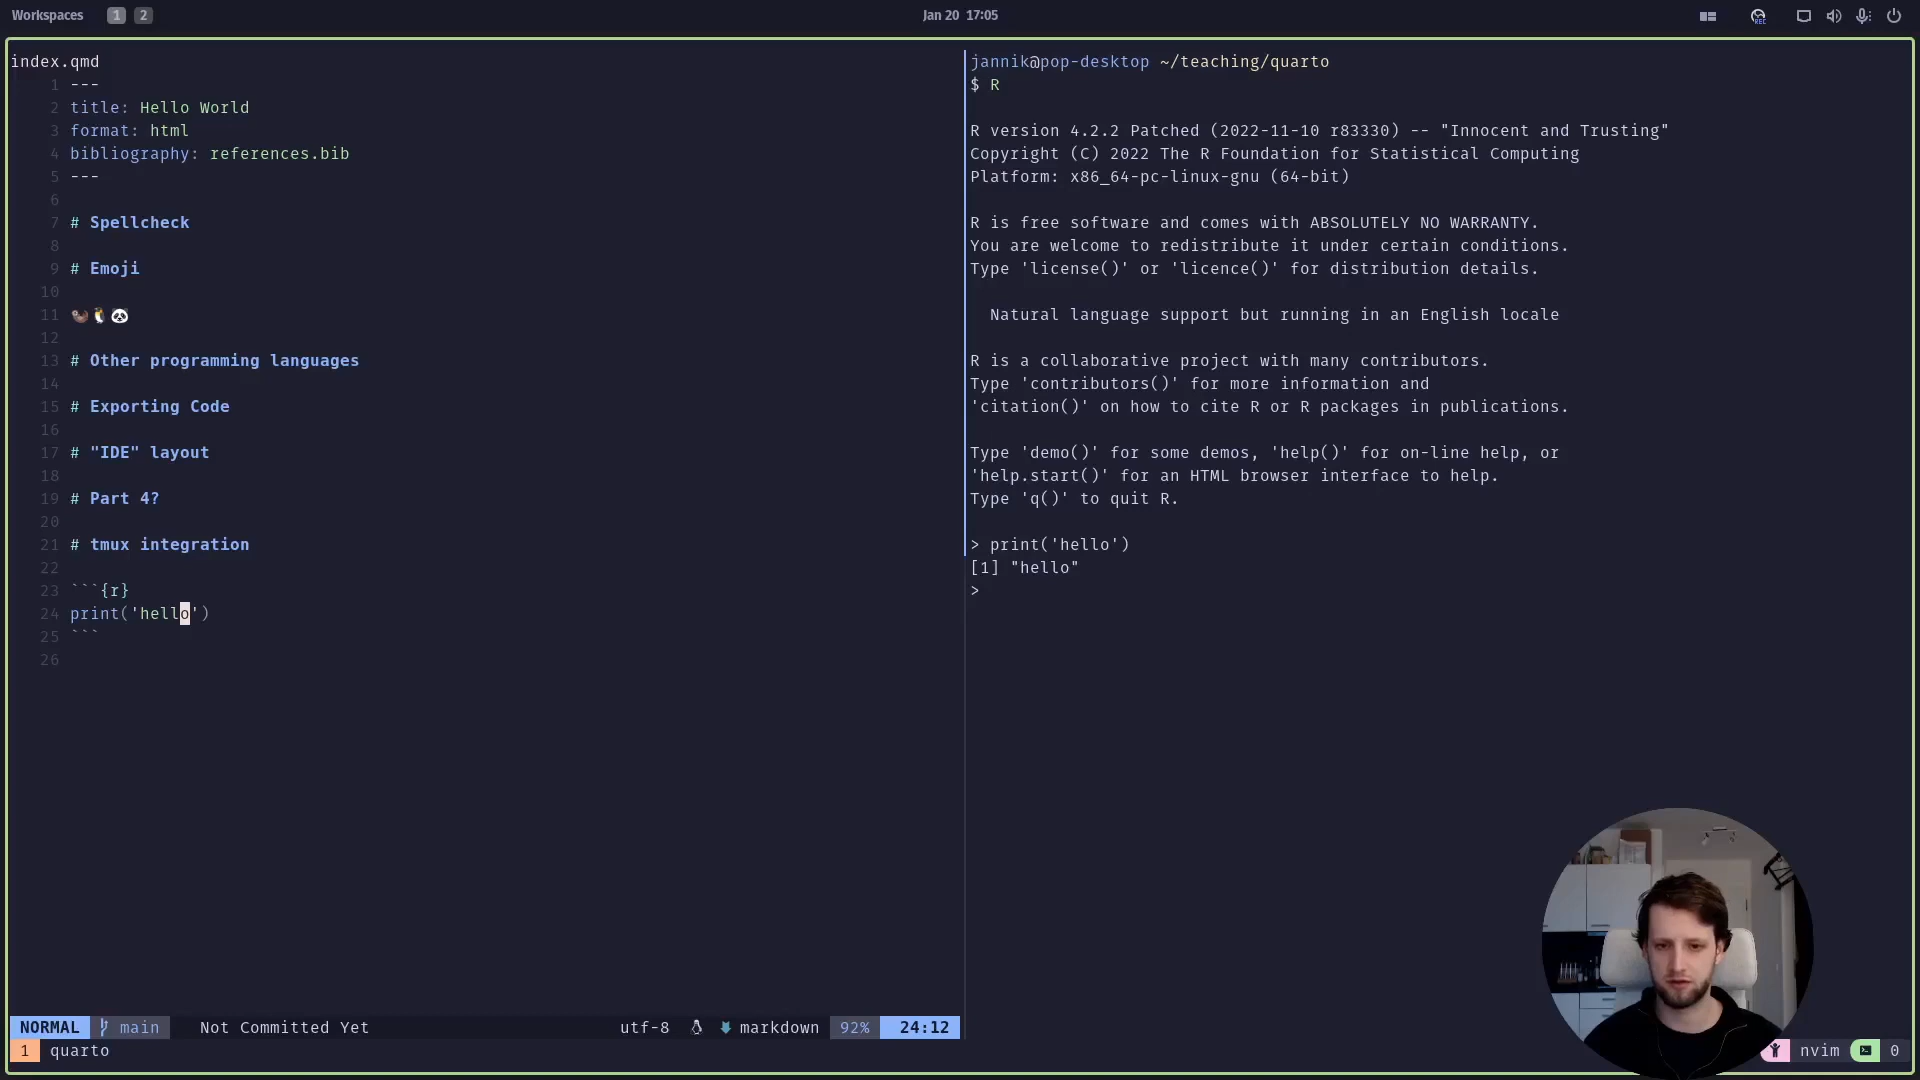 Workspaces 1 2 Jan 20 17:05
REC
index.qmd
1 ---
2 title: Hello World
3 format: html
4 bibliography: references.bib
5 ---
6
7 # Spellcheck
8
9 # Emoji
10
11 🦦🐧🐼
12
13 # Other programming languages
14
15 # Exporting Code
16
17 # "IDE" layout
18
19 # Part 4?
20
21 # tmux integration
22
23 ```{r}
24 print('hello')
25 ```
26
NORMAL main Not Committed Yet utf-8 markdown 92% 24:12
jannik@pop-desktop ~/teaching/quarto
$ R
R version 4.2.2 Patched (2022-11-10 r83330) -- "Innocent and Trusting"
Copyright (C) 2022 The R Foundation for Statistical Computing
Platform: x86_64-pc-linux-gnu (64-bit)
R is free software and comes with ABSOLUTELY NO WARRANTY.
You are welcome to redistribute it under certain conditions.
Type 'license()' or 'licence()' for distribution details.
Natural language support but running in an English locale
R is a collaborative project with many contributors.
Type 'contributors()' for more information and
'citation()' on how to cite R or R packages in publications.
Type 'demo()' for some demos, 'help()' for on-line help, or
'help.start()' for an HTML browser interface to help.
Type 'q()' to quit R.
> print('hello')
[1] "hello"
>
1 quarto nvim 0